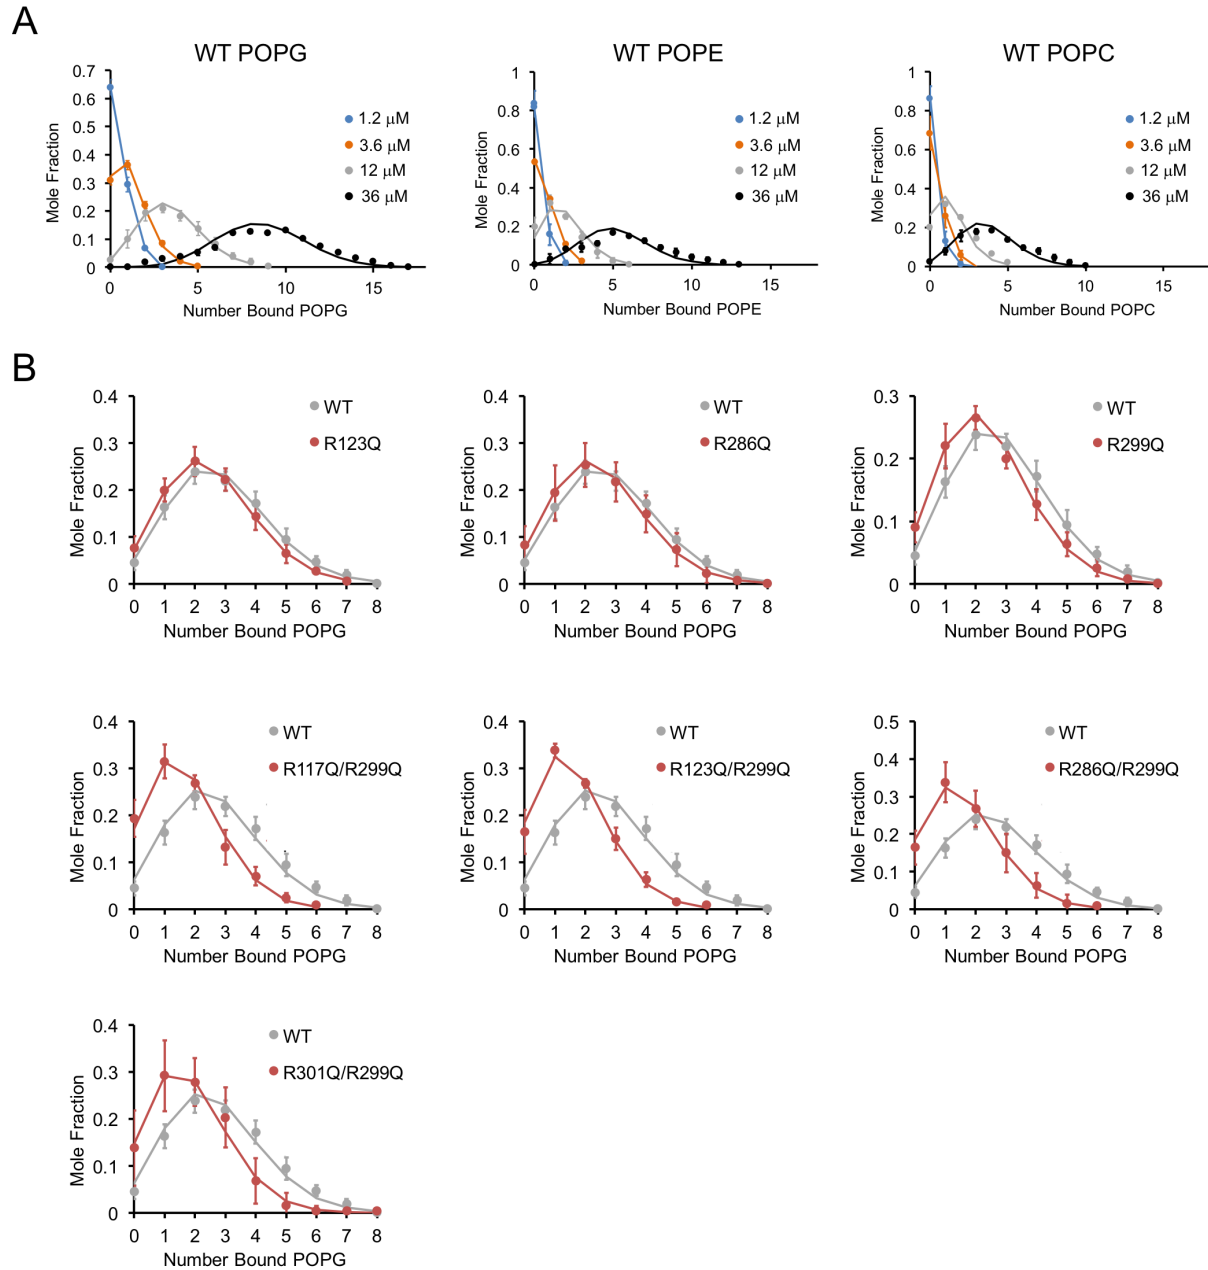 A
WT POPG
WT POPE
WT POPC
Mole Fraction
0.7
0.6
0.5
0.4
0.3
0.2
0.1
0
0
5
10
15
Number Bound POPG
1.2 µM
3.6 µM
12 µM
36 µM
Mole Fraction
1
0.8
0.6
0.4
0.2
0
0
5
10
15
Number Bound POPE
1.2 µM
3.6 µM
12 µM
36 µM
Mole Fraction
1
0.8
0.6
0.4
0.2
0
0
5
10
15
Number Bound POPC
1.2 µM
3.6 µM
12 µM
36 µM
B
Mole Fraction
0.4
0.3
0.2
0.1
0
0 1 2 3 4 5 6 7 8
Number Bound POPG
WT
R123Q
Mole Fraction
0.4
0.3
0.2
0.1
0
0 1 2 3 4 5 6 7 8
Number Bound POPG
WT
R286Q
Mole Fraction
0.3
0.2
0.1
0
0 1 2 3 4 5 6 7 8
Number Bound POPG
WT
R299Q
Mole Fraction
0.4
0.3
0.2
0.1
0
0 1 2 3 4 5 6 7 8
Number Bound POPG
WT
R117Q/R299Q
Mole Fraction
0.4
0.3
0.2
0.1
0
0 1 2 3 4 5 6 7 8
Number Bound POPG
WT
R123Q/R299Q
Mole Fraction
0.5
0.4
0.3
0.2
0.1
0
0 1 2 3 4 5 6 7 8
Number Bound POPG
WT
R286Q/R299Q
Mole Fraction
0.4
0.3
0.2
0.1
0
0 1 2 3 4 5 6 7 8
Number Bound POPG
WT
R301Q/R299Q